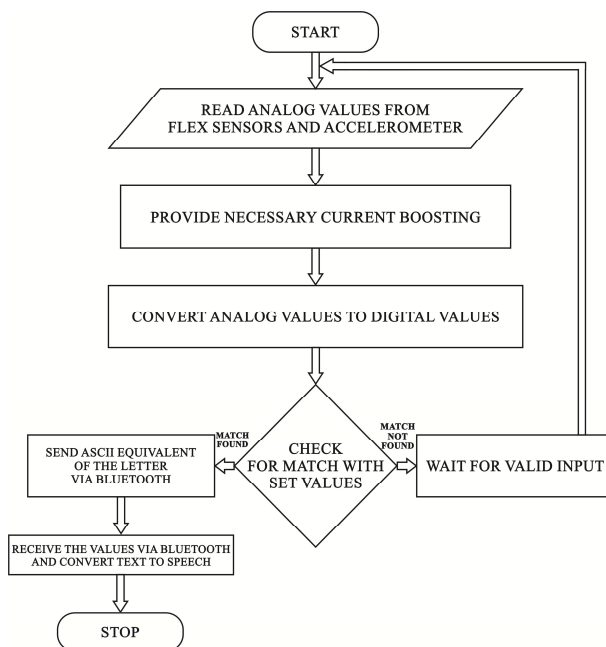 START
READ ANALOG VALUES FROM
FLEX SENSORS AND ACCELEROMETER
PROVIDE NECESSARY CURRENT BOOSTING
CONVERT ANALOG VALUES TO DIGITAL VALUES
MATCH
FOUND
MATCH
NOT
FOUND
SEND ASCII EQUIVALENT
OF THE LETTER
VIA BLUETOOTH
CHECK
FOR MATCH WITH
SET VALUES
WAIT FOR VALID INPUT
RECEIVE THE VALUES VIA BLUETOOTH
AND CONVERT TEXT TO SPEECH
STOP